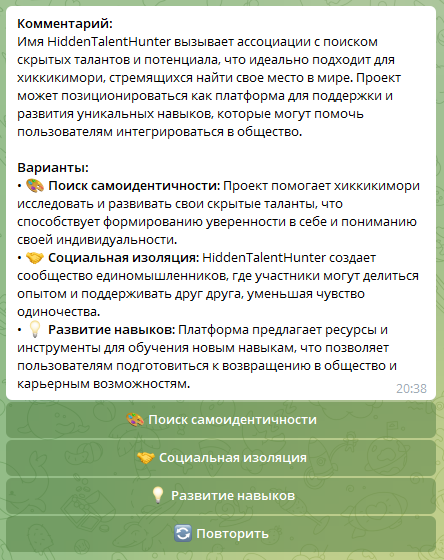 Комментарий:
Имя HiddenTalentHunter вызывает ассоциации с поиском
скрытых талантов и потенциала, что идеально подходит для
хиккикимори, стремящихся найти свое место в мире. Проект
может позиционироваться как платформа для поддержки и
развития уникальных навыков, которые могут помочь
пользователям интегрироваться в общество.
Варианты:
• 🎨 Поиск самоидентичности: Проект помогает хиккикимори
исследовать и развивать свои скрытые таланты, что
способствует формированию уверенности в себе и пониманию
своей индивидуальности.
• 🤝 Социальная изоляция: HiddenTalentHunter создает
сообщество единомышленников, где участники могут делиться
опытом и поддерживать друг друга, уменьшая чувство
одиночества.
• 💡 Развитие навыков: Платформа предлагает ресурсы и
инструменты для обучения новым навыкам, что позволяет
пользователям подготовиться к возвращению в общество и
карьерным возможностям.
20:38
🎨 Поиск самоидентичности
🤝 Социальная изоляция
💡 Развитие навыков
🔄 Повторить